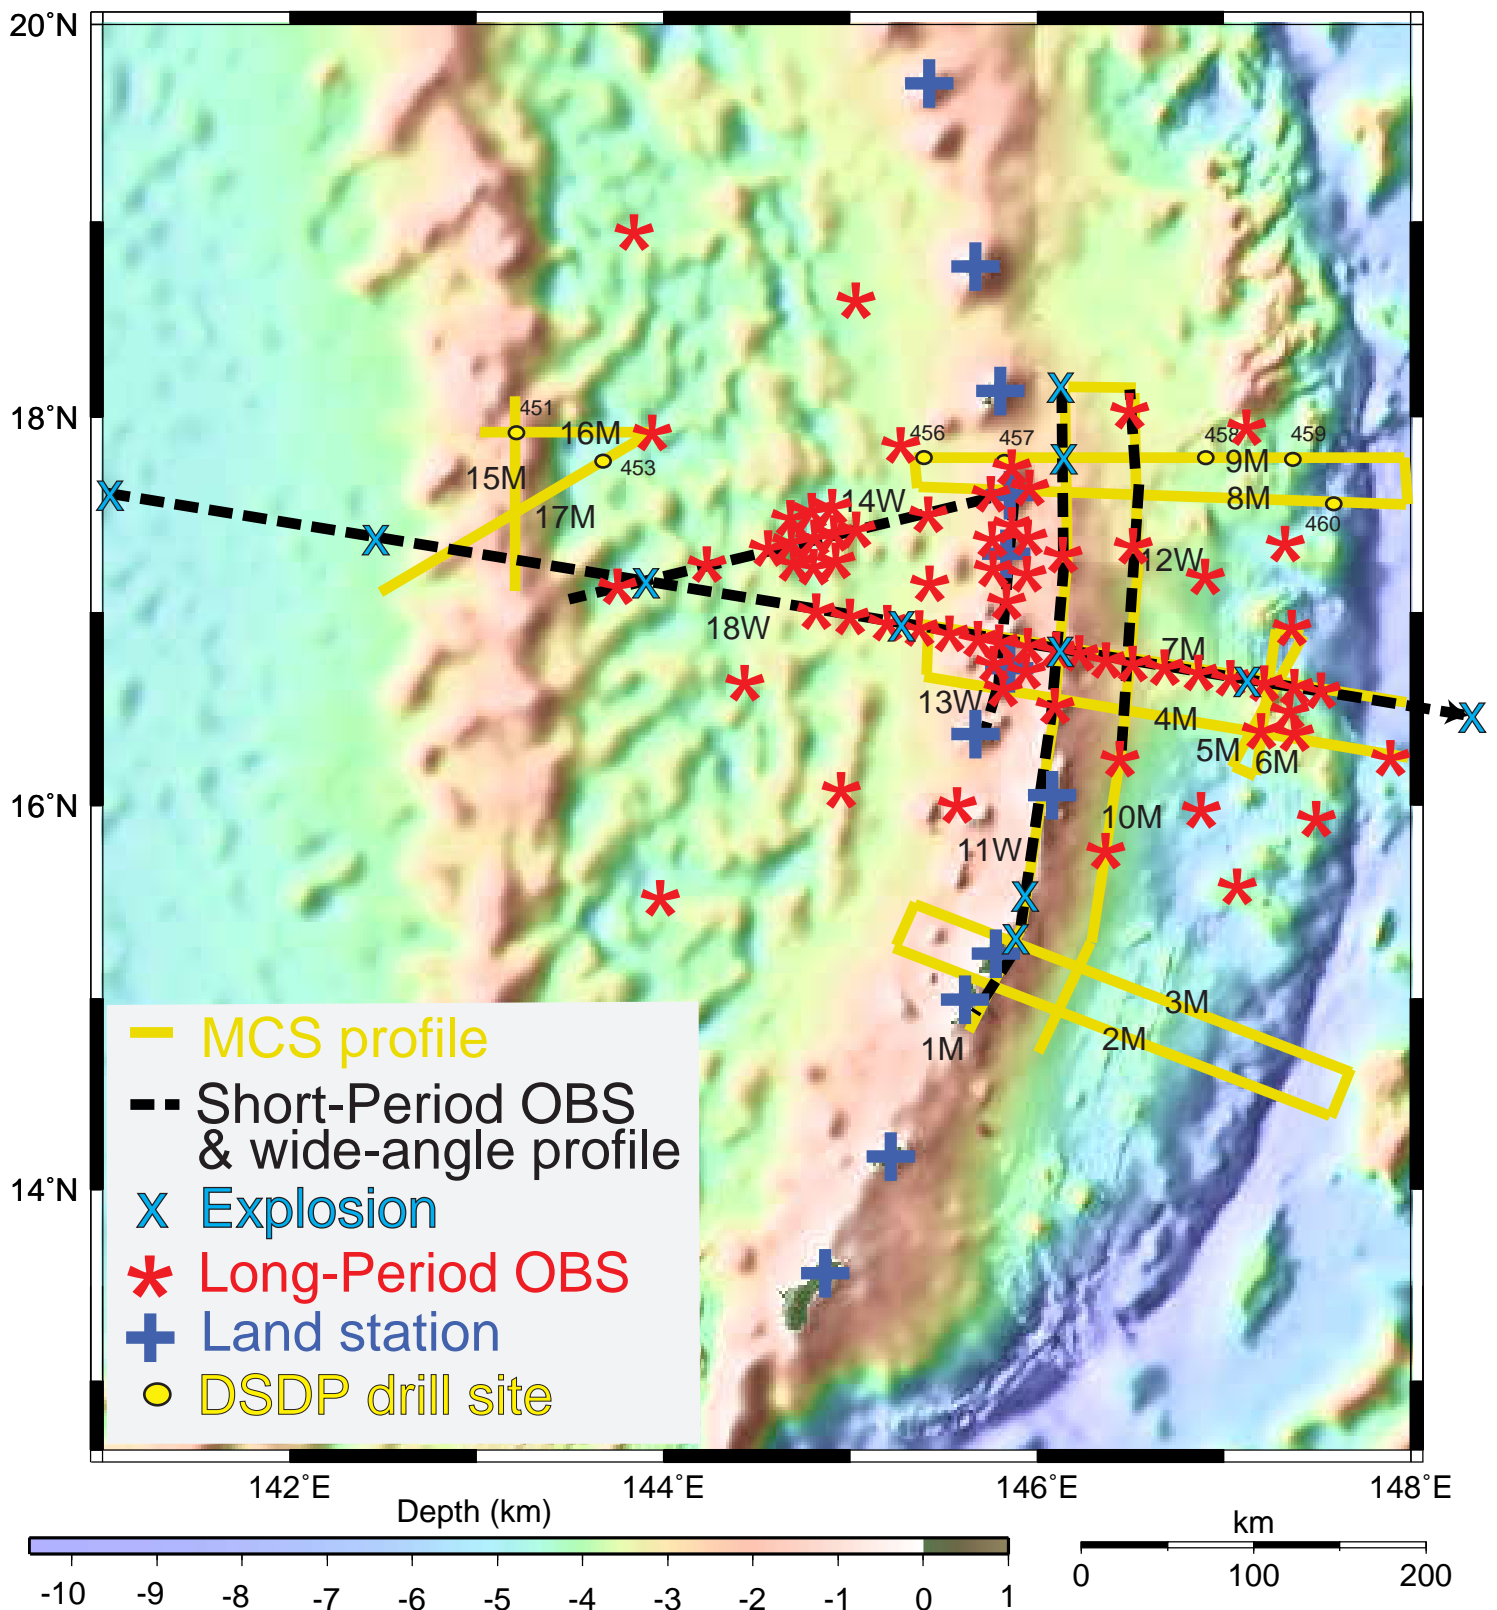 20°N
18°N
16°N
14°N
451
16M
453
15M
17M
456
457
458
459
9M
8M
460
14W
12W
18W
7M
13W
4M
5M
6M
10M
11W
3M
2M
1M
MCS profile
Short-Period OBS
& wide-angle profile
X Explosion
Long-Period OBS
Land station
DSDP drill site
142°E
144°E
146°E
148°E
Depth (km)
-10 -9 -8 -7 -6 -5 -4 -3 -2 -1 0 1
km
0 100 200